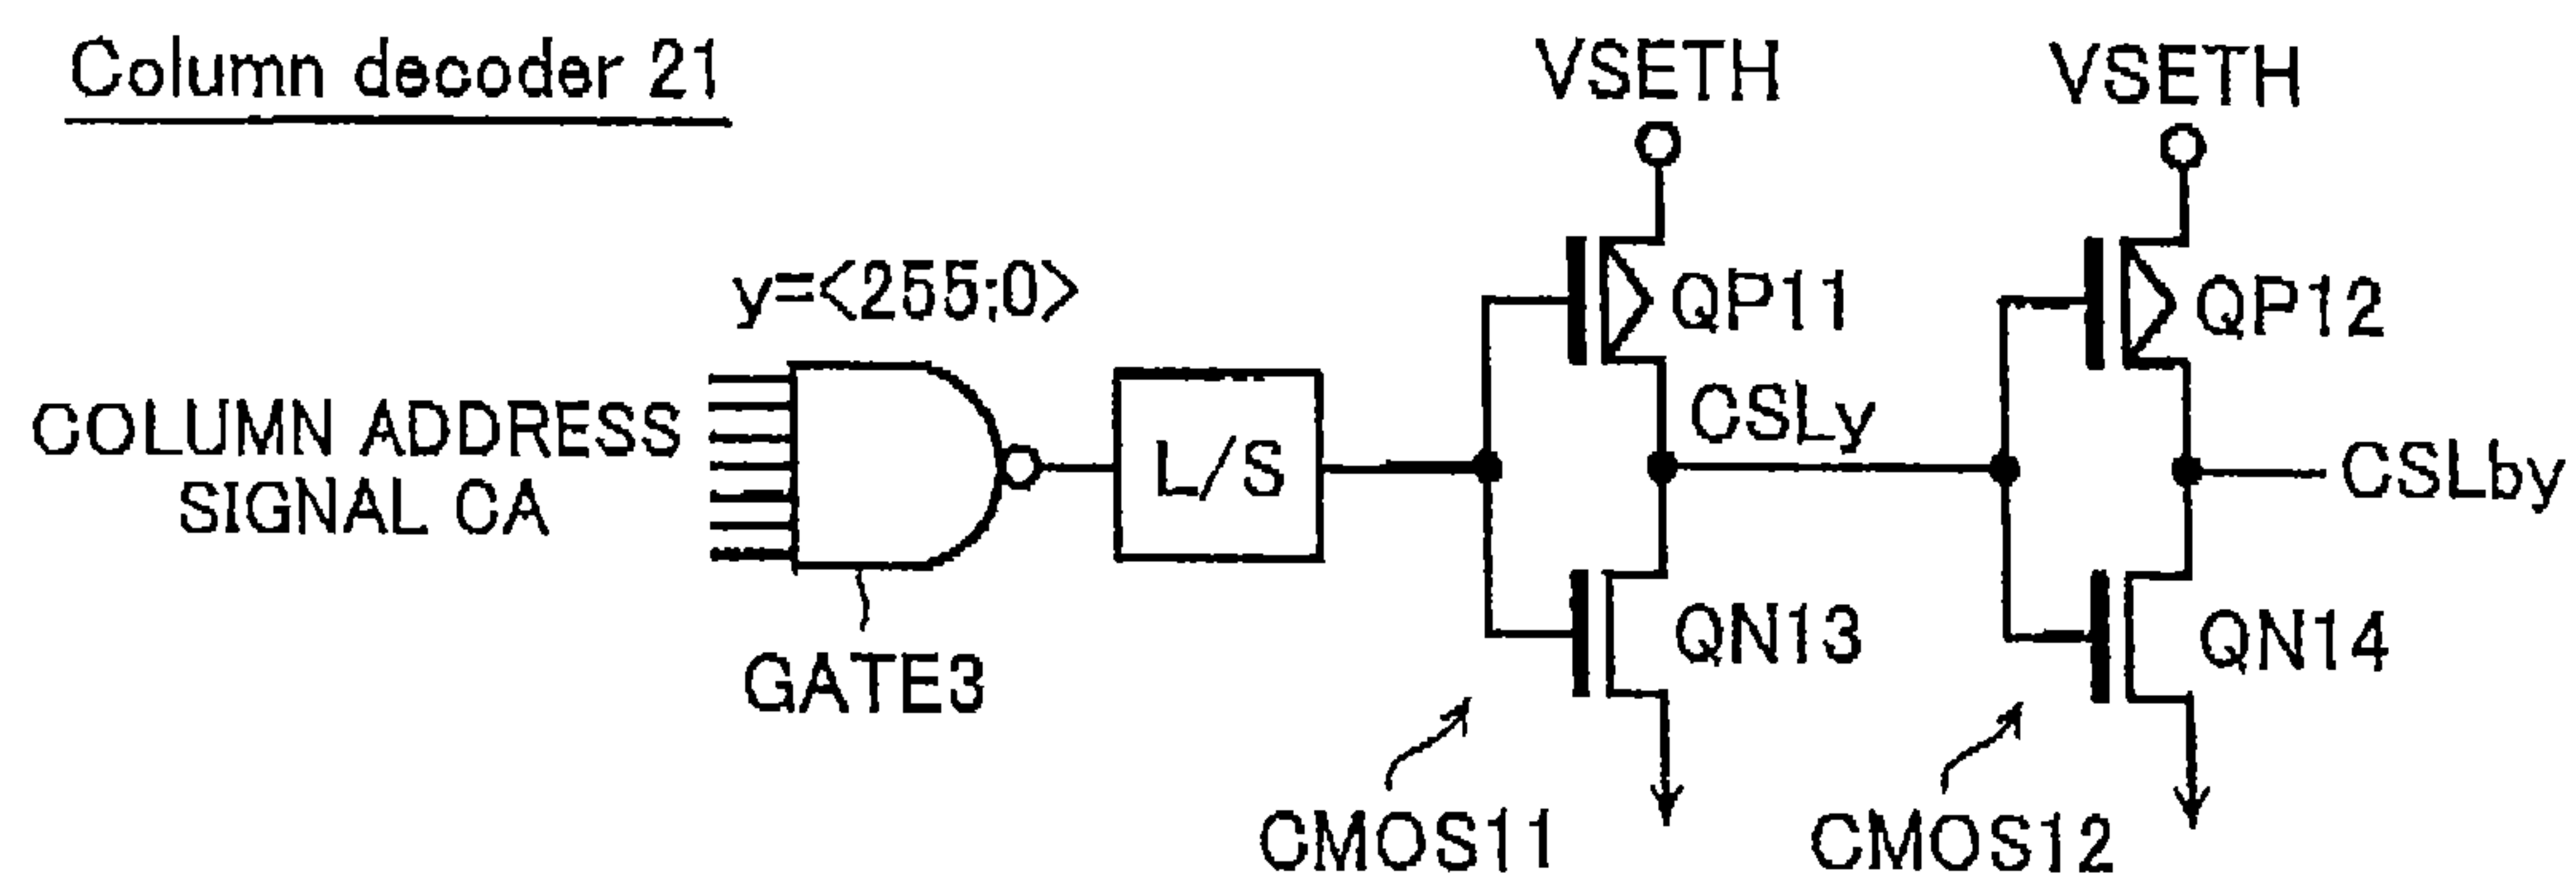 Column decoder 21
VSETH
VSETH
y=<255;0>
QP11
QP12
COLUMN ADDRESS
SIGNAL CA
L/S
CSLy
CSLby
GATE3
QN13
QN14
CMOS11
CMOS12